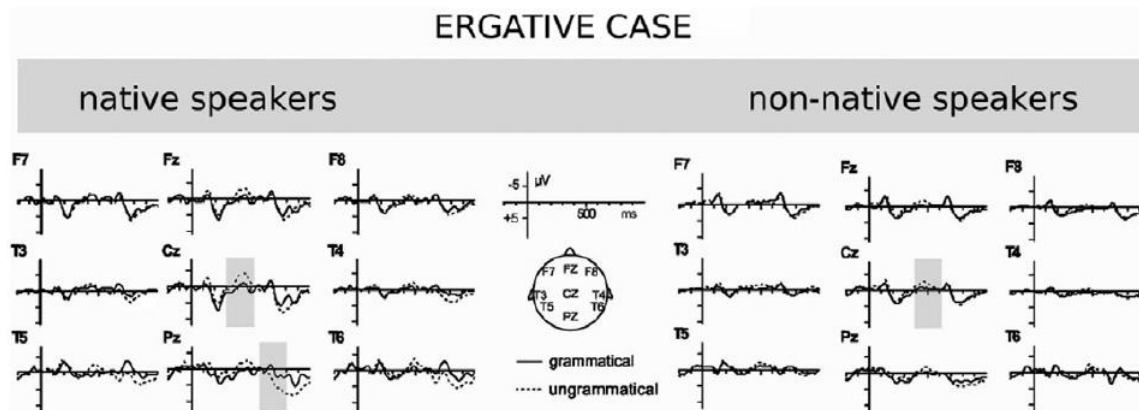 ERGATIVE CASE
native speakers
non-native speakers
F7 Fz F8
-5 µV
+5 500 ms
F7 Fz F8
T3 Cz T4
F7 FZ F8
T3 CZ T4
T5 T6
PZ
T3 Cz T4
T5 Pz T6
grammatical
ungrammatical
T5 Pz T6